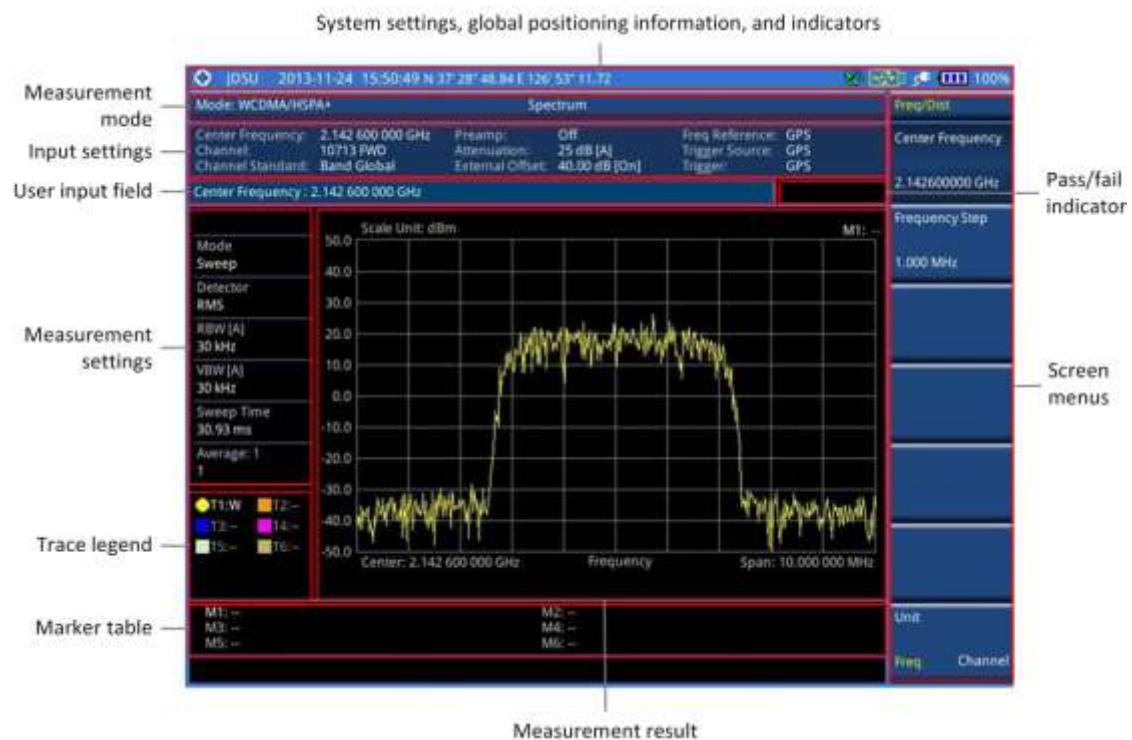 System settings, global positioning information, and indicators
JDSU 2013-11-24 15:50:49 N 37° 28" 48.84 E 126° 53" 11.72 100%
Measurement mode
Mode: WCDMA/HSPA+ Spectrum
Freq/Dist
Input settings
Center Frequency: 2.142 600 000 GHz Preamp: Off Freq Reference: GPS
Channel: 10713 FWD Attenuation: 25 dB [A] Trigger Source: GPS
Channel Standard: Band Global External Offset: 40.00 dB [On] Trigger: GPS
Center Frequency
2.142600000 GHz
User input field
Center Frequency : 2.142 600 000 GHz
Pass/fail indicator
Frequency Step
1.000 MHz
Measurement settings
Mode
Sweep
Detector
RMS
RBW [A]
30 kHz
VBW [A]
30 kHz
Sweep Time
30.93 ms
Average: 1
1
Scale Unit: dBm M1: --
50.0
40.0
30.0
20.0
10.0
0.0
-10.0
-20.0
-30.0
-40.0
-50.0
Center: 2.142 600 000 GHz Frequency Span: 10.000 000 MHz
Screen menus
Trace legend
T1:W T2:--
T3:-- T4:--
T5:-- T6:--
Marker table
M1: -- M2: --
M3: -- M4: --
M5: -- M6: --
Unit
Freq Channel
Measurement result